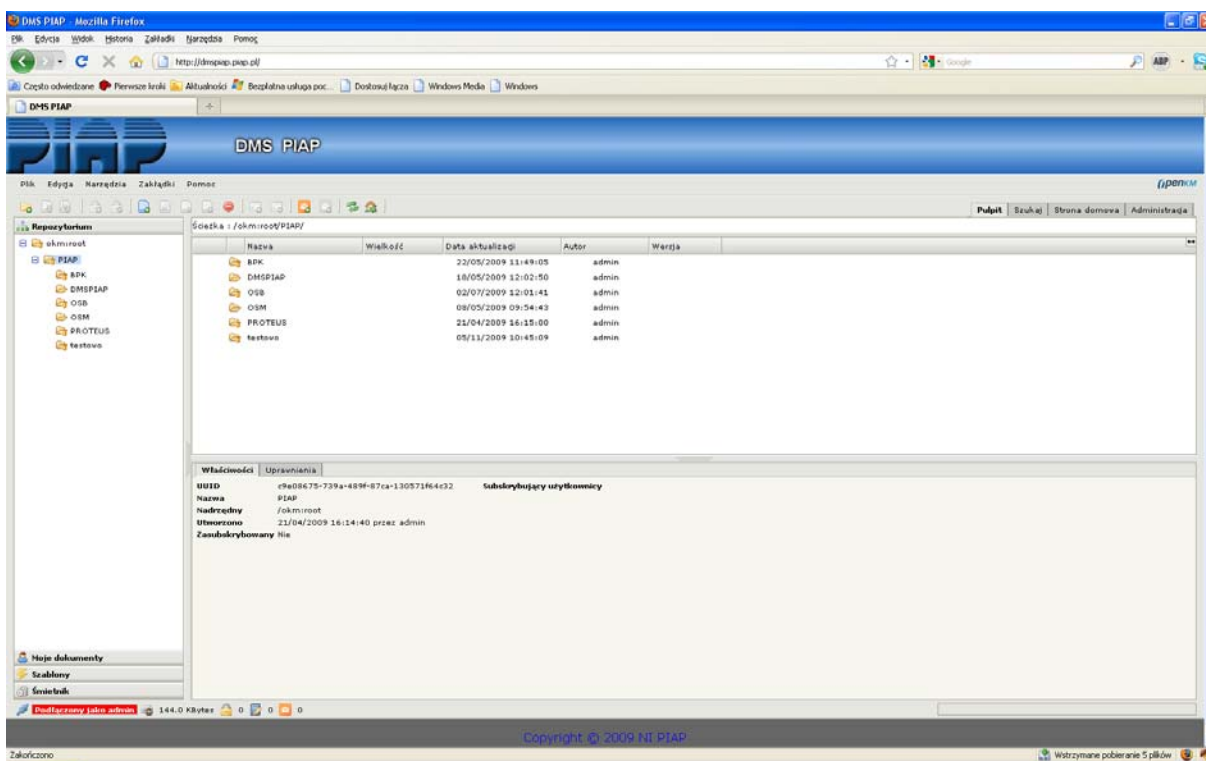 DMS PIAP - Mozilla Firefox
Plik Edycja Widok Historia Zakładki Narzędzia Pomoc
http://dmspiap.piap.pl/ Google ABP
Często odwiedzane Pierwsze kroki Aktualności Bezpłatna usługa poc... Dostosuj łącza Windows Media Windows
DMS PIAP
PIAP DMS PIAP
Plik Edycja Narzędzia Zakładki Pomoc OpenKM
Pulpit Szukaj Strona domowa Administracja
Repozytorium Ścieżka : /okm:root/PIAP/
okm:root Nazwa Wielkość Data aktualizacji Autor Wersja
PIAP BPK 22/05/2009 11:49:05 admin
BPK DMSPIAP 18/05/2009 12:02:50 admin
DMSPIAP OSB 02/07/2009 12:01:41 admin
OSB OSM 08/05/2009 09:54:43 admin
OSM PROTEUS 21/04/2009 16:15:00 admin
PROTEUS testowo 05/11/2009 10:45:09 admin
testowo
Właściwości Uprawnienia
UUID c9e08675-739a-489f-87ca-130571f64c32 Subskrybujący użytkownicy
Nazwa PIAP
Nadrzędny /okm:root
Utworzono 21/04/2009 16:14:40 przez admin
Zasubskrybowany Nie
Moje dokumenty
Szablony
Śmietnik
Podłączony jako admin 144.0 KBytes 0 0 0
Copyright © 2009 NI PIAP
Zakończono Wstrzymane pobieranie 5 plików